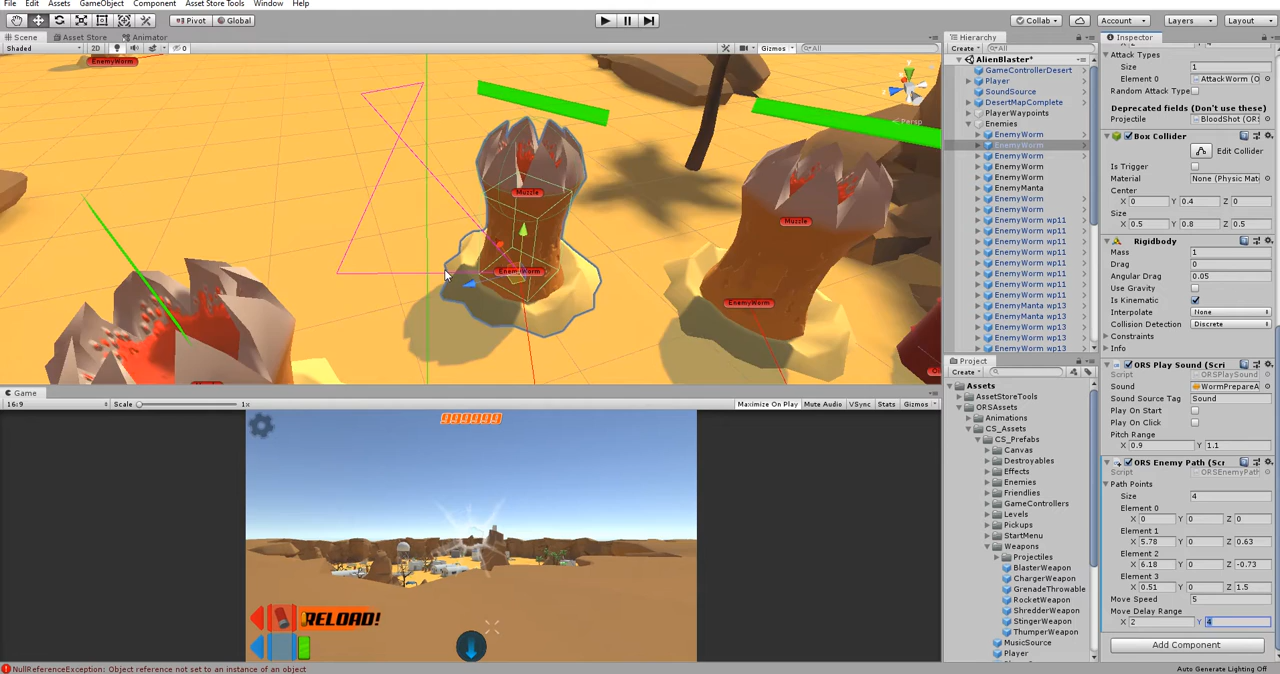 File Edit Assets GameObject Component Asset Store Tools Window Help
Pivot Global Collab Account Layers Layout
Scene Asset Store Animator
Shaded 2D 0 Gizmos All
EnemyWorm
Persp
Muzzle
Muzzle
EnemyWorm
EnemyWorm
Game
16:9 Scale 1x Maximize On Play Mute Audio VSync Stats Gizmos
999999
RELOAD!
NullReferenceException: Object reference not set to an instance of an object
Hierarchy
Create All
AlienBlaster*
GameControllerDesert
Player
SoundSource
DesertMapComplete
PlayerWaypoints
Enemies
EnemyWorm
EnemyWorm
EnemyWorm
EnemyWorm
EnemyWorm
EnemyManta
EnemyWorm
EnemyWorm
EnemyWorm wp11
EnemyWorm wp11
EnemyWorm wp11
EnemyWorm wp11
EnemyWorm wp11
EnemyWorm wp11
EnemyWorm wp11
EnemyManta wp13
EnemyManta wp13
EnemyWorm wp13
EnemyWorm wp13
EnemyWorm wp13
Project
Create
Assets
AssetStoreTools
ORSAssets
Animations
CS_Assets
CS_Prefabs
Canvas
Destroyables
Effects
Enemies
Friendlies
GameControllers
Levels
Pickups
StartMenu
Weapons
Projectiles
BlasterWeapon
ChargerWeapon
GrenadeThrowable
RocketWeapon
ShredderWeapon
StingerWeapon
ThumperWeapon
MusicSource
Player
Inspector
Attack Types
Size 1
Element 0 AttackWorm (O
Random Attack Type
Deprecated fields (Don't use these)
Projectile BloodShot (OR
Box Collider
Edit Collider
Is Trigger
Material None (Physic Mat
Center
X 0 Y 0.4 Z 0
Size
X 0.5 Y 0.8 Z 0.5
Rigidbody
Mass 1
Drag 0
Angular Drag 0.05
Use Gravity
Is Kinematic
Interpolate None
Collision Detection Discrete
Constraints
Info
ORS Play Sound (Scri
Script ORSPlaySound
Sound WormPrepareA
Sound Source Tag Sound
Play On Start
Play On Click
Pitch Range
X 0.9 Y 1.1
ORS Enemy Path (Scr
Script ORSEnemyPath
Path Points
Size 4
Element 0
X 0 Y 0 Z 0
Element 1
X 5.78 Y 0 Z 0.63
Element 2
X 6.18 Y 0 Z -0.73
Element 3
X 0.51 Y 0 Z 1.5
Move Speed 5
Move Delay Range
X 2 Y 4
Add Component
Auto Generate Lighting Off